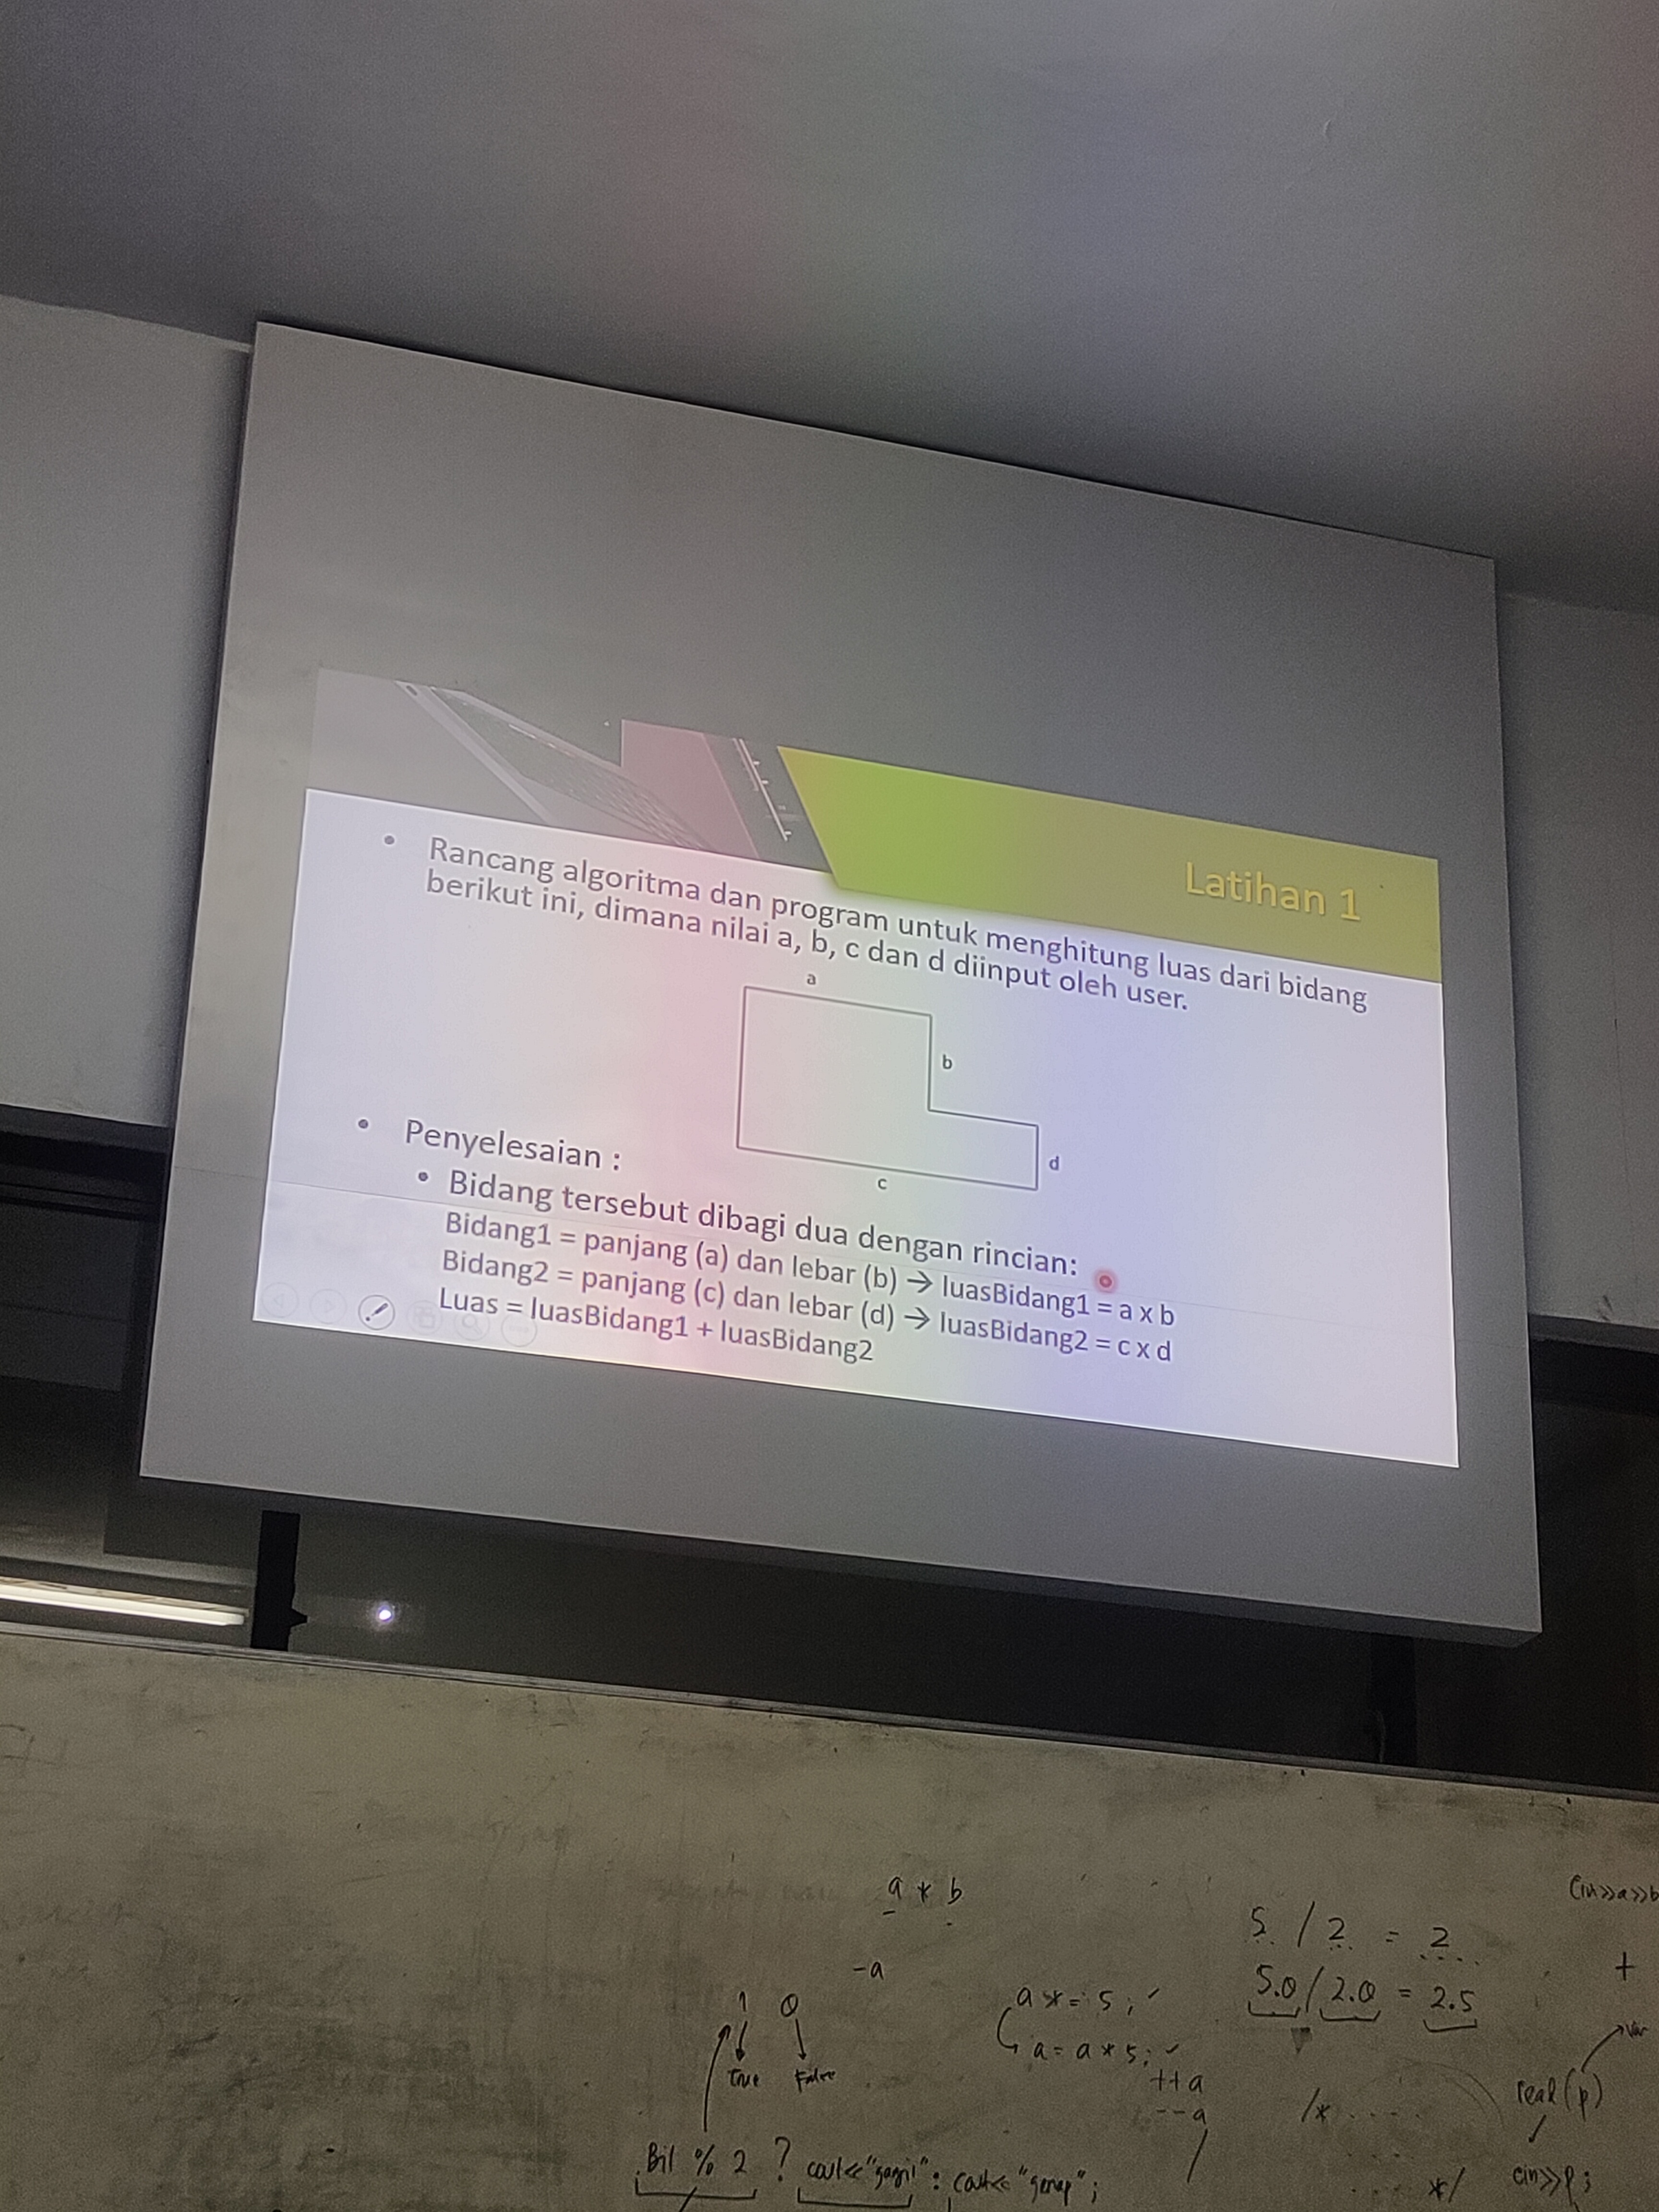 Latihan 1
• Rancang algoritma dan program untuk menghitung luas dari bidang
berikut ini, dimana nilai a, b, c dan d diinput oleh user.
a
b
d
c
• Penyelesaian :
• Bidang tersebut dibagi dua dengan rincian:
Bidang1 = panjang (a) dan lebar (b) → luasBidang1 = a x b
Bidang2 = panjang (c) dan lebar (d) → luasBidang2 = c x d
Luas = luasBidang1 + luasBidang2
a * b
-a
1 0
True False
Bil % 2 ? cout<<"ganjil" : cout<< "genap";
a *= 5;
a = a * 5;
++a
--a
5 / 2 = 2
5.0 / 2.0 = 2.5
/* ....
.... */
cin>>a>>b
+
var
read(p)
cin>>p;